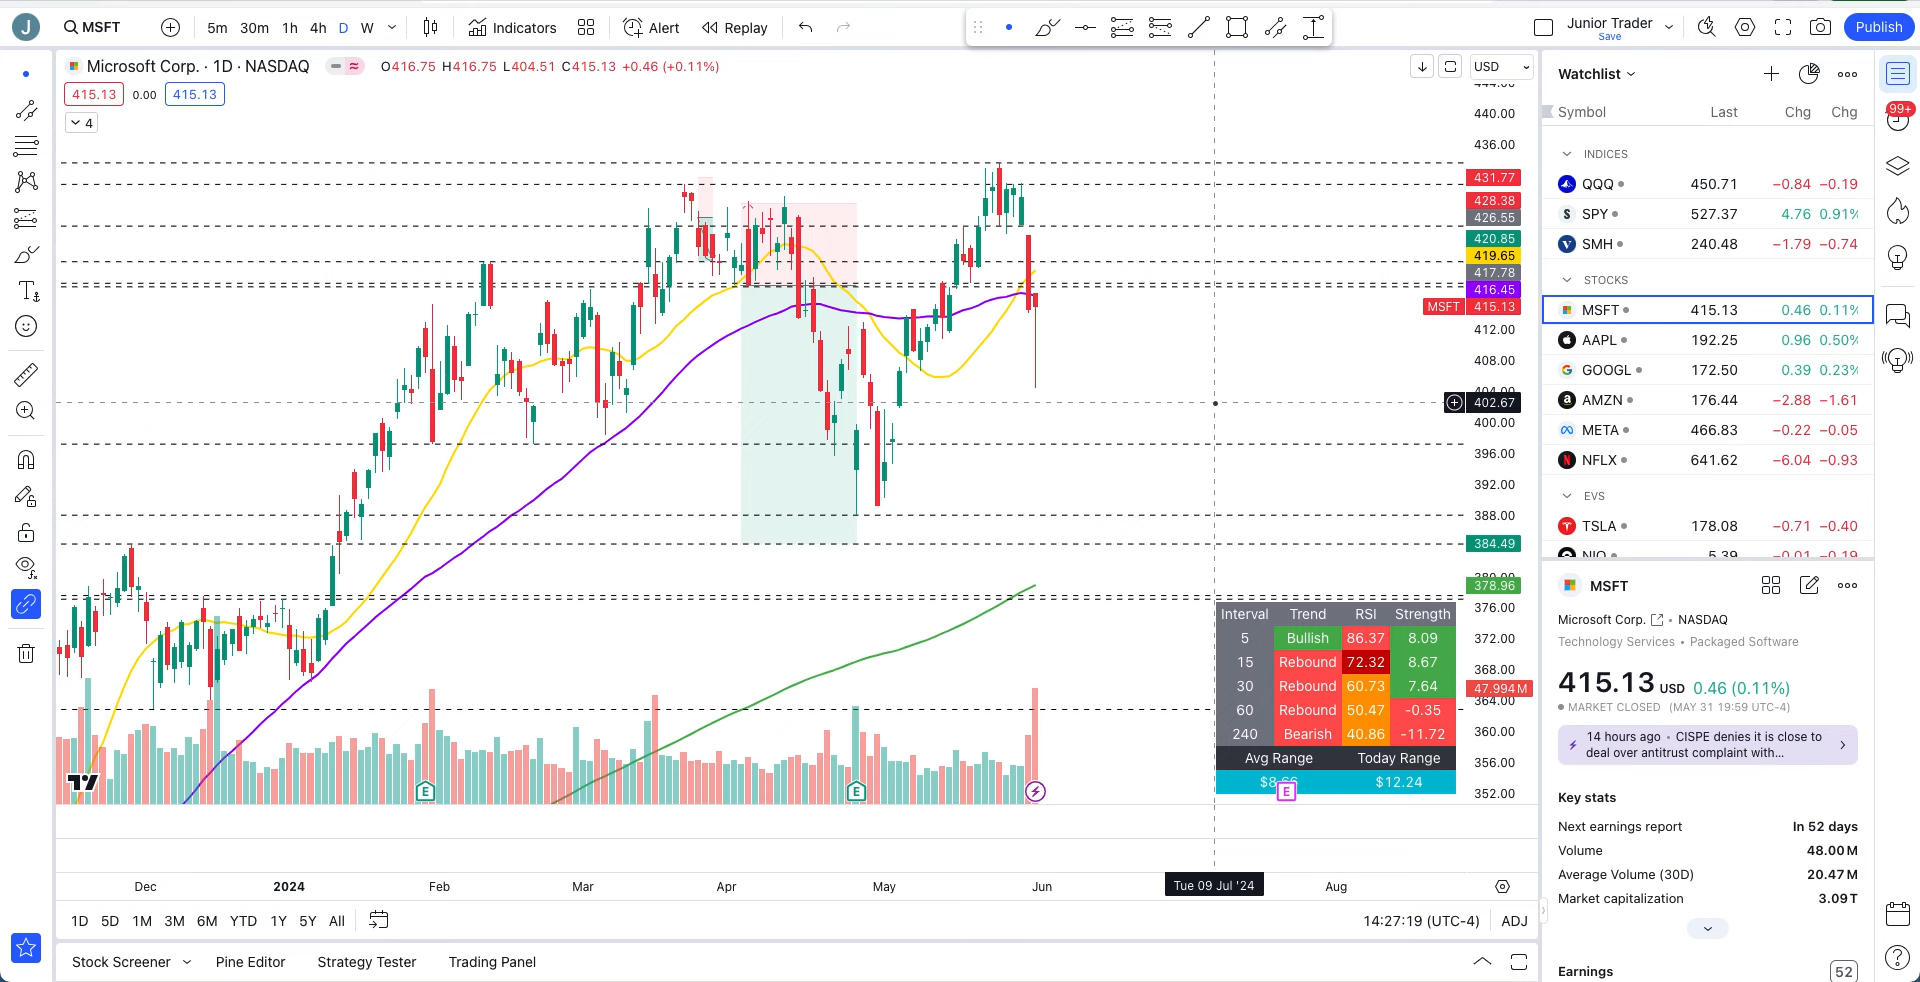 J
MSFT
5m 30m 1h 4h D W
Indicators
Alert
Replay
Junior Trader
Save
Publish
Microsoft Corp. · 1D · NASDAQ
O416.75 H416.75 L404.51 C415.13 +0.46 (+0.11%)
415.13 0.00 415.13
4
USD
444.00
440.00
436.00
431.77
428.38
426.55
420.85
419.65
417.78
416.45
MSFT 415.13
412.00
408.00
404.00
402.67
400.00
396.00
392.00
388.00
384.49
378.96
376.00
372.00
368.00
47.994M
364.00
360.00
356.00
352.00
Interval Trend RSI Strength
5 Bullish 86.37 8.09
15 Rebound 72.32 8.67
30 Rebound 60.73 7.64
60 Rebound 50.47 -0.35
240 Bearish 40.86 -11.72
Avg Range Today Range
$12.24
E
E
E
Dec 2024 Feb Mar Apr May Jun Tue 09 Jul '24 Aug
1D 5D 1M 3M 6M YTD 1Y 5Y All
14:27:19 (UTC-4) ADJ
Stock Screener Pine Editor Strategy Tester Trading Panel
Watchlist
Symbol Last Chg Chg
INDICES
QQQ 450.71 −0.84 −0.19
SPY 527.37 4.76 0.91%
SMH 240.48 −1.79 −0.74
STOCKS
MSFT 415.13 0.46 0.11%
AAPL 192.25 0.96 0.50%
GOOGL 172.50 0.39 0.23%
AMZN 176.44 −2.88 −1.61
META 466.83 −0.22 −0.05
NFLX 641.62 −6.04 −0.93
EVS
TSLA 178.08 −0.71 −0.40
NIO 5.39 −0.01 −0.19
MSFT
Microsoft Corp. • NASDAQ
Technology Services • Packaged Software
415.13 USD 0.46 (0.11%)
MARKET CLOSED (MAY 31 19:59 UTC-4)
14 hours ago • CISPE denies it is close to
deal over antitrust complaint with...
Key stats
Next earnings report In 52 days
Volume 48.00M
Average Volume (30D) 20.47M
Market capitalization 3.09T
Earnings 52
99+